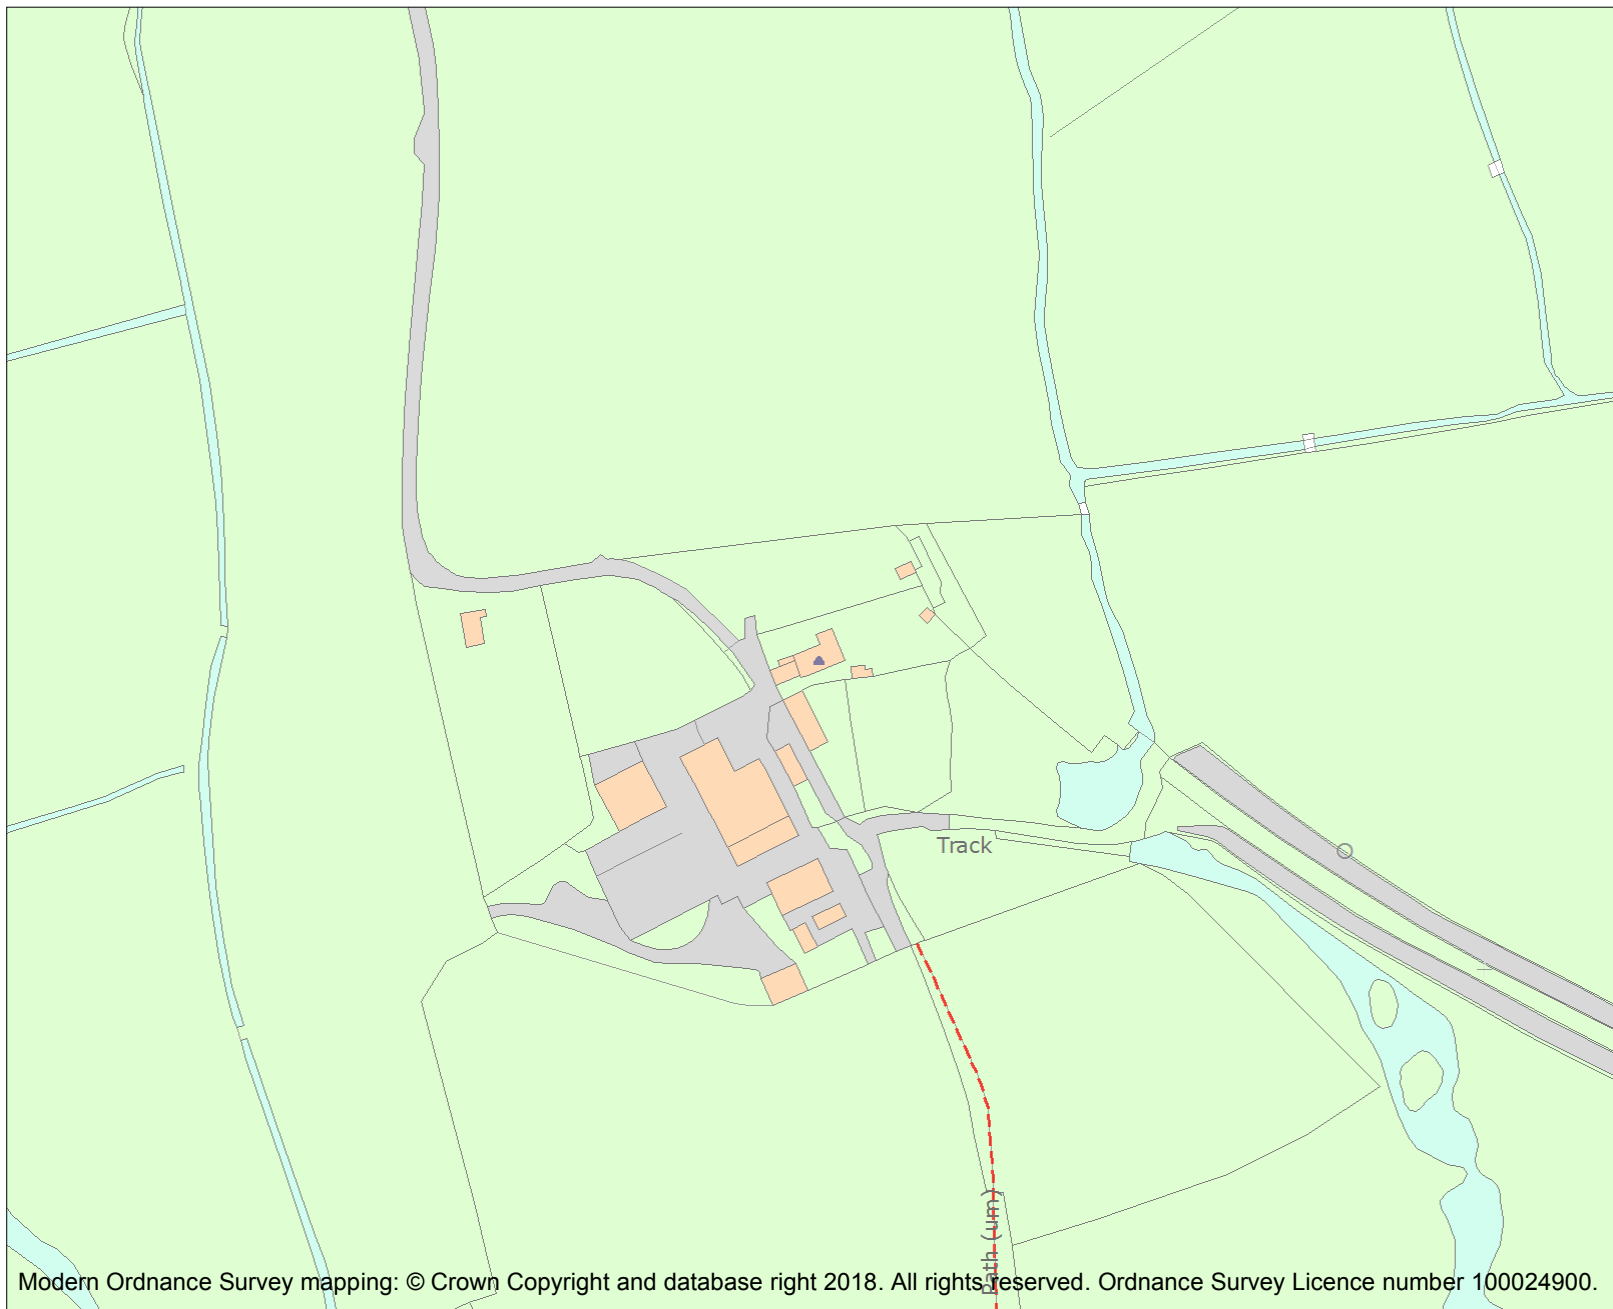 Track
Path (um)
Modern Ordnance Survey mapping: © Crown Copyright and database right 2018. All rights reserved. Ordnance Survey Licence number 100024900.